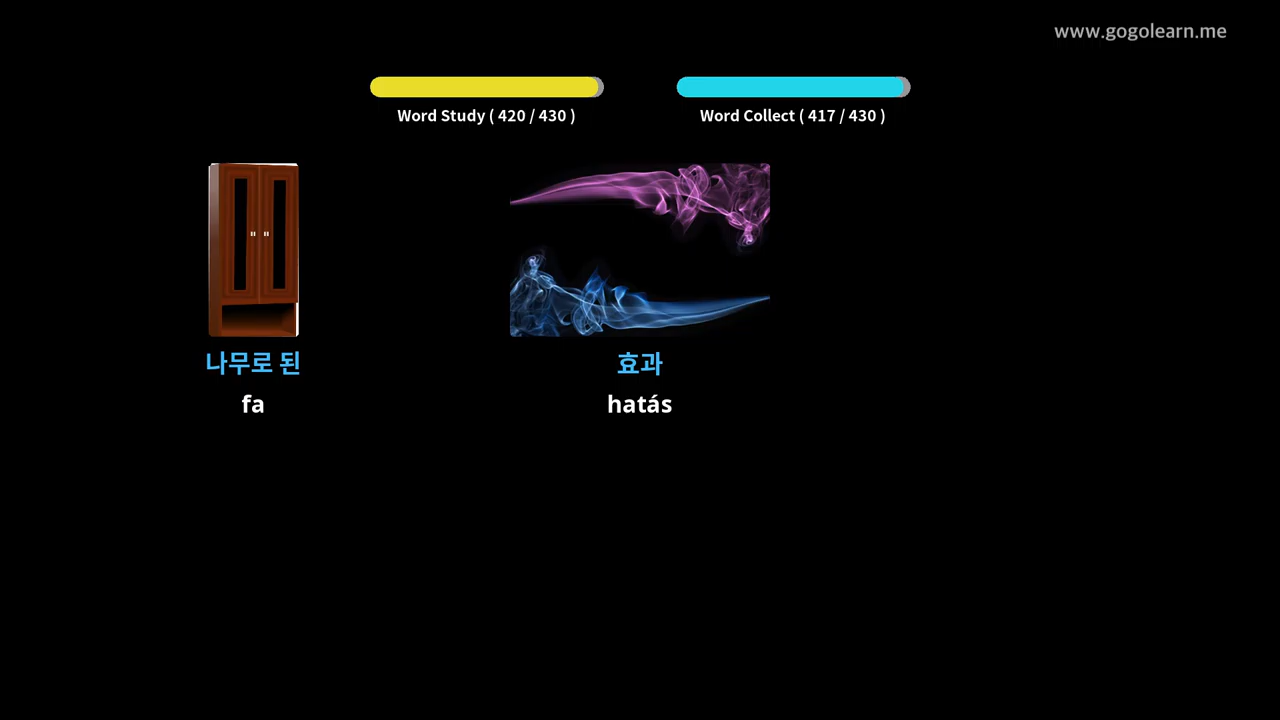 www.gogolearn.me
Word Study ( 420 / 430 )
Word Collect ( 417 / 430 )
나무로 된
fa
효과
hatás